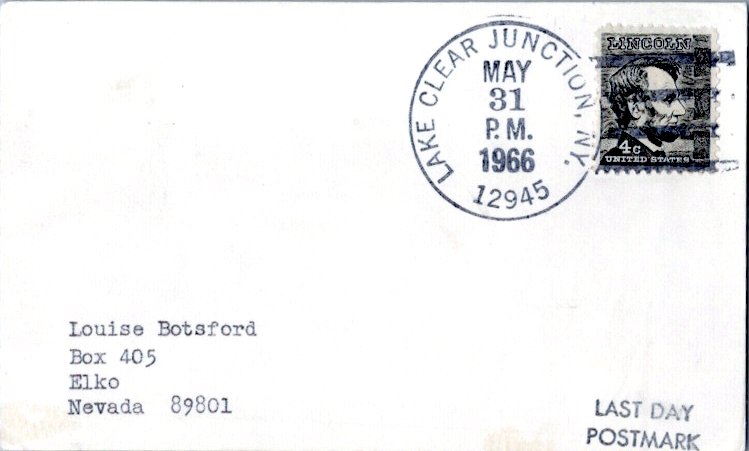 LAKE CLEAR JUNCTION, N.Y.
MAY
31
P.M.
1966
12945
LINCOLN
4c
UNITED STATES
Louise Botsford
Box 405
Elko
Nevada 89801
LAST DAY
POSTMARK